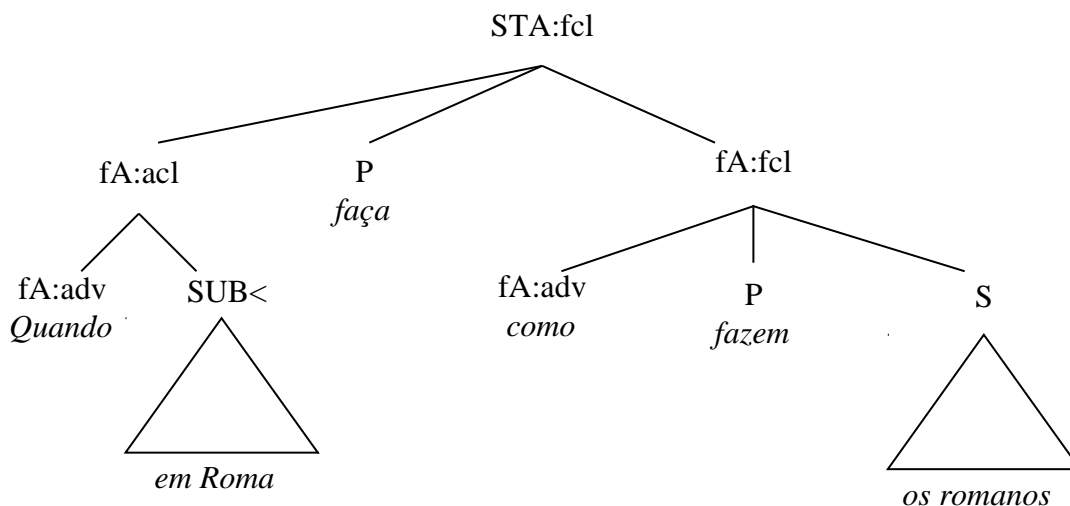 STA:fcl
fA:acl P fA:fcl
faça
fA:adv SUB< fA:adv P S
Quando como fazem
em Roma os romanos